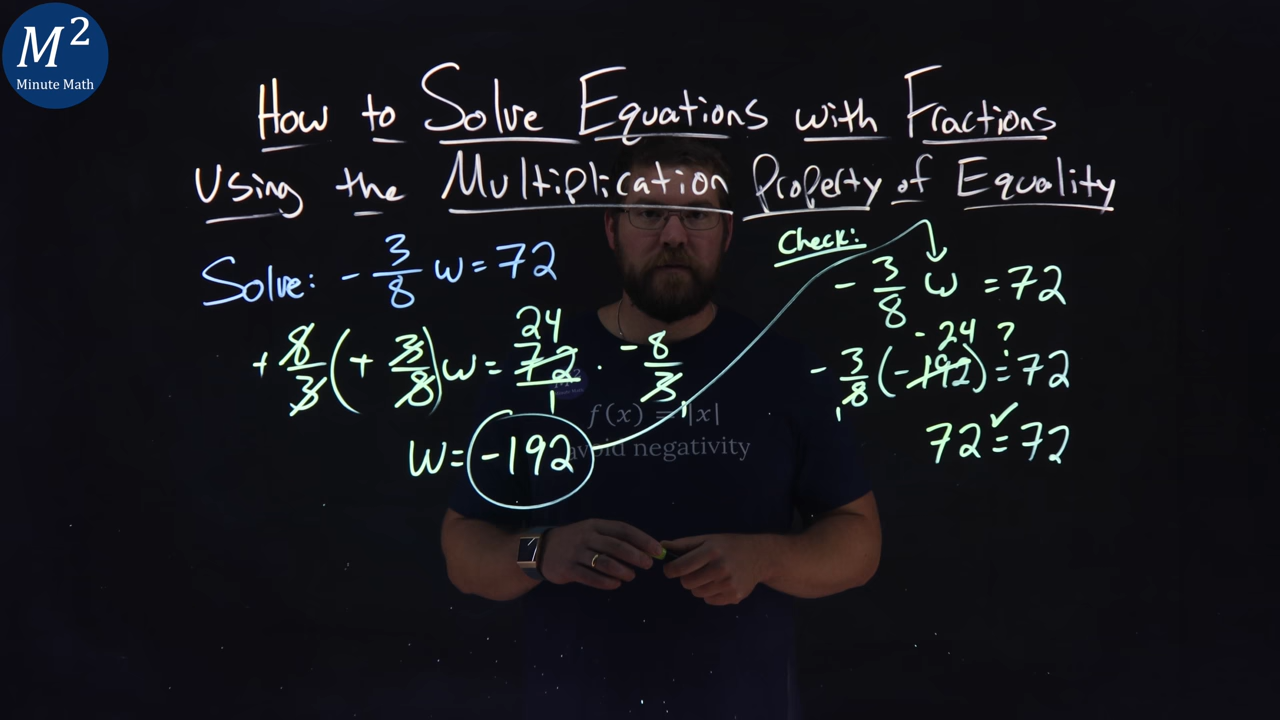 M²
Minute Math
How to Solve Equations with Fractions
Using the Multiplication Property of Equality
Solve: - 3/8 w = 72
+ 8/3 (+ 3/8) w = 72/1 · - 8/3
24
1
1
w = -192
f(x) = |x|
avoid negativity
Check:
- 3/8 w = 72
- 3/8 (-192) ?= 72
-24
1
72 ✓= 72